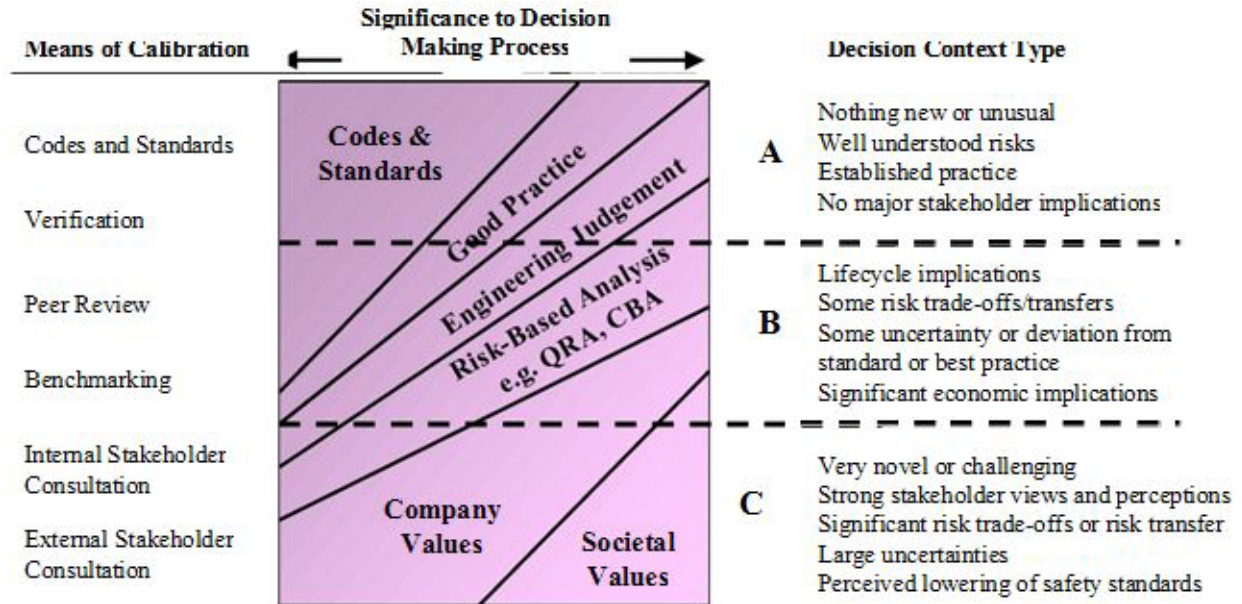 Means of Calibration
Significance to Decision
Making Process
Decision Context Type
Codes and Standards
Verification
Peer Review
Benchmarking
Internal Stakeholder
Consultation
External Stakeholder
Consultation
Codes &
Standards
Good Practice
Engineering Judgement
Risk-Based Analysis
e.g. QRA, CBA
Company
Values
Societal
Values
A
Nothing new or unusual
Well understood risks
Established practice
No major stakeholder implications
B
Lifecycle implications
Some risk trade-offs/transfers
Some uncertainty or deviation from
standard or best practice
Significant economic implications
C
Very novel or challenging
Strong stakeholder views and perceptions
Significant risk trade-offs or risk transfer
Large uncertainties
Perceived lowering of safety standards